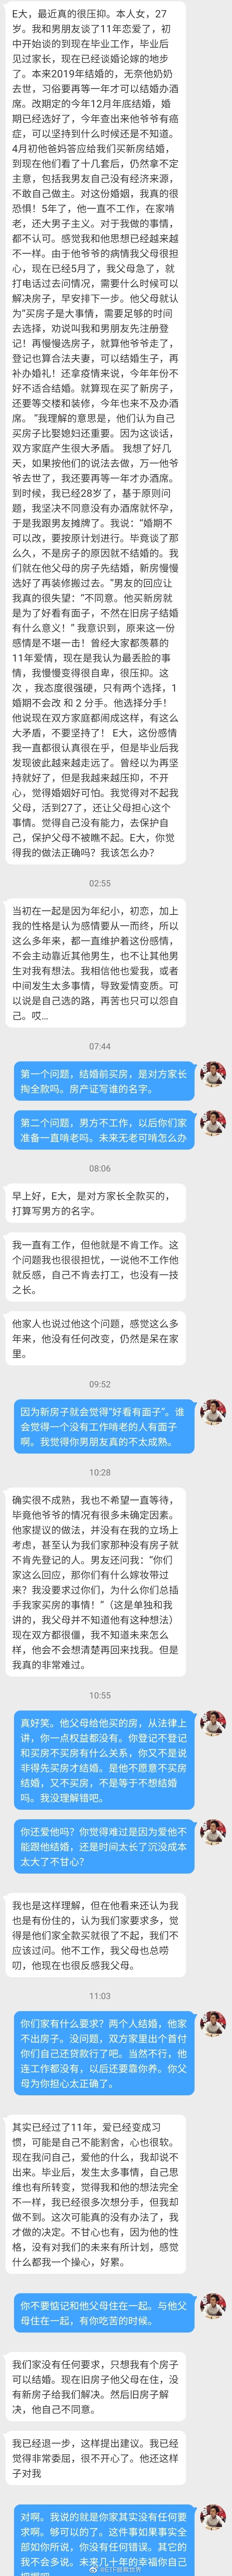 E大，最近真的很压抑。本人女，27
岁。我和男朋友谈了11年恋爱了，初
中开始谈的到现在毕业工作，毕业后
见过家长，现在已经谈婚论嫁的地步
了。本来2019年结婚的，无奈他奶奶
去世，习俗要再等一年才可以结婚办酒
席。改期定的今年12月年底结婚，婚
期已经选好了，今年查出来他爷爷有癌
症，可以坚持到什么时候还是不知道。
4月初他爸妈答应给我们买新房结婚，
到现在他们看了十几套后，仍然拿不定
主意，包括我男友自己没有经济来源，
不敢自己做主。对这份婚姻，我真的很
恐惧！5年了，他一直不工作，在家啃
老，还大男子主义。对于我做的事情，
都不认可。感觉我和他思想已经越来越
不一样。由于他爷爷的病情我父母很担
心，现在已经5月了，我父母急了，就
打电话过去问情况，需要什么时候可以
解决房子，早安排下一步。他父母就认
为“买房子是大事情，需要足够的时间
去选择，劝说叫我和男朋友先注册登
记！再慢慢选房子，就算他爷爷走了，
登记也算合法夫妻，可以结婚生子，再
补办婚礼！还拿疫情来说，今年年份不
好不适合结婚。就算现在买了新房子，
还要等交楼和装修，今年也来不及办酒
席。“我理解的意思是，他们认为自己
买房子比娶媳妇还重要。因为这谈话，
双方家庭产生很大矛盾。 我想了好几
天，如果按他们的说法去做，万一他爷
爷去世了，我还要再等一年才办酒席。
到时候，我已经28岁了，基于原则问
题，我坚决不同意没有办酒席就怀孕，
于是我跟男友摊牌了。我说：“婚期不
可以改，要按原计划进行。毕竟谈了那
么久，不是房子的原因就不结婚的。我
们就在他父母的房子先结婚，新房慢慢
选好了再装修搬过去。”男友的回应让
我真的很失望：“不同意。他买新房就
是为了好看有面子，不然在旧房子结婚
有什么意义！” 我意识到，原来这一份
感情是不堪一击！曾经大家都羡慕的
11年爱情，现在是我认为最丢脸的事
情，我慢慢变得很自卑，很压抑。这
次 ，我态度很强硬，只有两个选择，1
婚期不会改 和 2 分手。他选择分手！
他说现在双方家庭都闹成这样，有这么
大矛盾，不要坚持了！ E大，这份感情
我一直都很认真很在乎，但是毕业后我
发现彼此越来越走远了。曾经以为再坚
持就好了，但是我越来越压抑，不开
心，觉得婚姻好可怕。我觉得对不起我
父母，活到27了，还让父母担心这个
事情。觉得自己没有能力，去保护自
己，保护父母不被瞧不起。E大，你觉
得我的做法正确吗？我该怎么办？
02:55
当初在一起是因为年纪小，初恋，加上
我的性格是认为感情要从一而终，所以
这么多年来，都一直维护着这份感情，
不会主动靠近其他男生，也不让其他男
生对我有想法。我相信他也爱我，或者
中间发生太多事情，导致爱情变质。可
以说是自己选的路，再苦也只可以怨自
己。哎...
07:44
第一个问题，结婚前买房，是对方家长
掏全款吗。房产证写谁的名字。
第二个问题，男方不工作，以后你们家
准备一直啃老吗。未来无老可啃怎么办
08:06
早上好，E大，是对方家长全款买的，
打算写男方的名字。
我一直有工作，但他就是不肯工作。这
个问题我也很很担忧，一说他不工作他
就反感，自己不肯去打工，也没有一技
之长。
他家人也说过他这个问题，感觉这么多
年来，他没有任何改变，仍然是呆在家
里。
09:52
因为新房子就会觉得“好看有面子”。谁
会觉得一个没有工作啃老的人有面子
啊。我觉得你男朋友真的不太成熟。
10:28
确实很不成熟，我也不希望一直等待，
毕竟他爷爷的情况有很多未确定因素。
他家提议的做法，并没有在我的立场上
考虑，甚至认为我们家那种没有房子就
不肯先登记的人。男友还问我：“你们
家这么回应，那你们有什么嫁妆带过
来？我没要求过你们，为什么你们总插
手我家买房的事情！”（这是单独和我
讲的，我父母并不知道他有这种想法）
现在双方都很僵，我不知道未来怎么
样，他会不会想清楚再回来找我。但是
我真的非常难过。
10:55
真好笑。他父母给他买的房，从法律上
讲，你一点权益都没有。你登记不登记
和买房不买房有什么关系，你又不是说
非得先买房才结婚。是他不愿意不买房
结婚，又不买房，不是等于不想结婚
吗。我没理解错吧。
你还爱他吗？你觉得难过是因为爱他不
能跟他结婚，还是时间太长了沉没成本
太大了不甘心？
我也是这样理解，但在他看来还认为我
也是有份住的，认为我们家要求多，觉
得是他们家全款买就很了不起，我们不
应该过问。他不工作，我父母也总唠
叨，他现在也很反感我父母。
11:03
你们家有什么要求？两个人结婚，他家
不出房子。没问题，双方家里出个首付
你们自己还贷款行了吧。当然不行，他
连工作都没有，以后还要靠你养。你父
母为你担心太正确了。
其实已经过了11年，爱已经变成习
惯，可能是自己不能割舍，心也很软。
现在我问自己，爱他的什么，我却说不
出来。毕业后，发生太多事情，自己思
维也有所转变，觉得我和他的想法完全
不一样，我已经很多次想分手，但我却
做不到。这次可能真的没有办法了，我
才做的决定。不甘心也有，因为他的性
格，没有对我们的未来有所计划，感觉
什么都我一个操心，好累。
你不要惦记和他父母住在一起。与他父
母住在一起，有你吃苦的时候。
我们家没有任何要求，只想我有个房子
可以结婚。现在旧房子他父母在住，没
有新房子给我们解决。然后旧房子解
决，他自己不同意。
我已经退一步，这样提出建议。我已经
觉得非常委屈，很不开心了。他还这样
子对我
对啊。我说的就是你家其实没有任何要
求啊。够可以的了。这件事如果事实全
部如你所说，你没有任何错误。其它的
我不会多说。未来几十年的幸福你自己
@ETF拯救世界